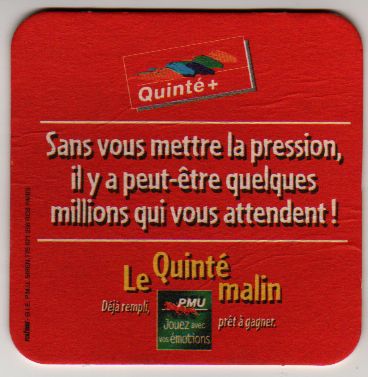 Quinté+
Sans vous mettre la pression,
il y a peut-être quelques
millions qui vous attendent !
Le Quinté
malin
Déjà rempli,
prêt à gagner.
PMU
Jouez avec
vos émotions